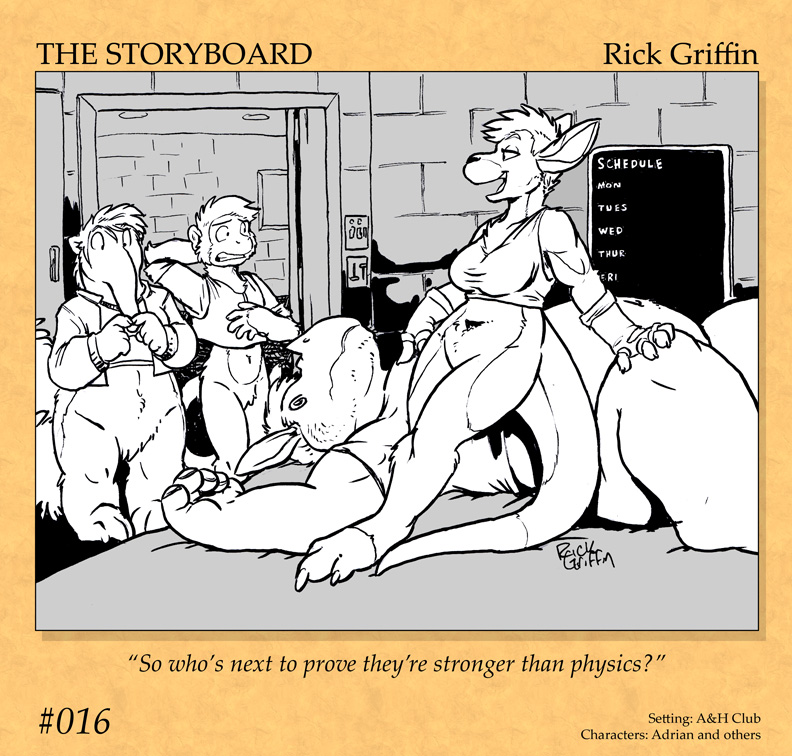 THE STORYBOARD
Rick Griffin
SCHEDULE
MON
TUES
WED
THUR
FRI
RICK
GRIFFIN
"So who's next to prove they're stronger than physics?"
#016
Setting: A&H Club
Characters: Adrian and others